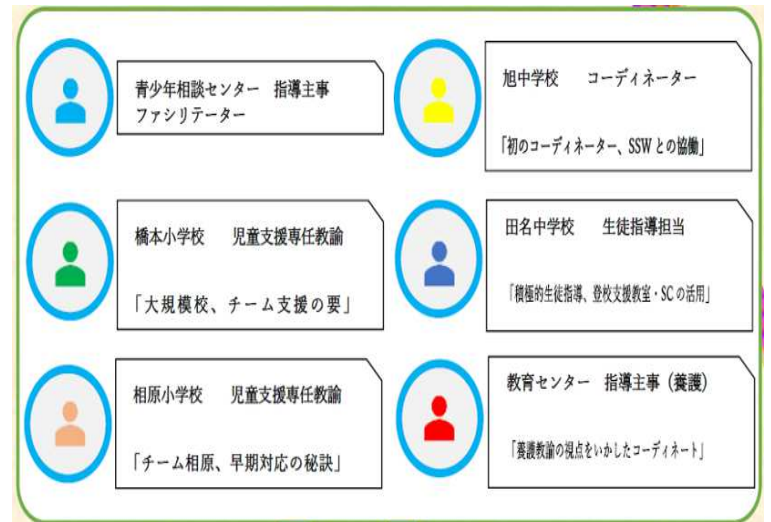 青少年相談センター　指導主事
ファシリテーター
旭中学校　　コーディネーター
「初のコーディネーター、SSWとの協働」
橋本小学校　　児童支援専任教諭
「大規模校、チーム支援の要」
田名中学校　　生徒指導担当
「積極的生徒指導、登校支援教室・SCの活用」
相原小学校　　児童支援専任教諭
「チーム相原、早期対応の秘訣」
教育センター　指導主事（養護）
「養護教諭の視点をいかしたコーディネート」